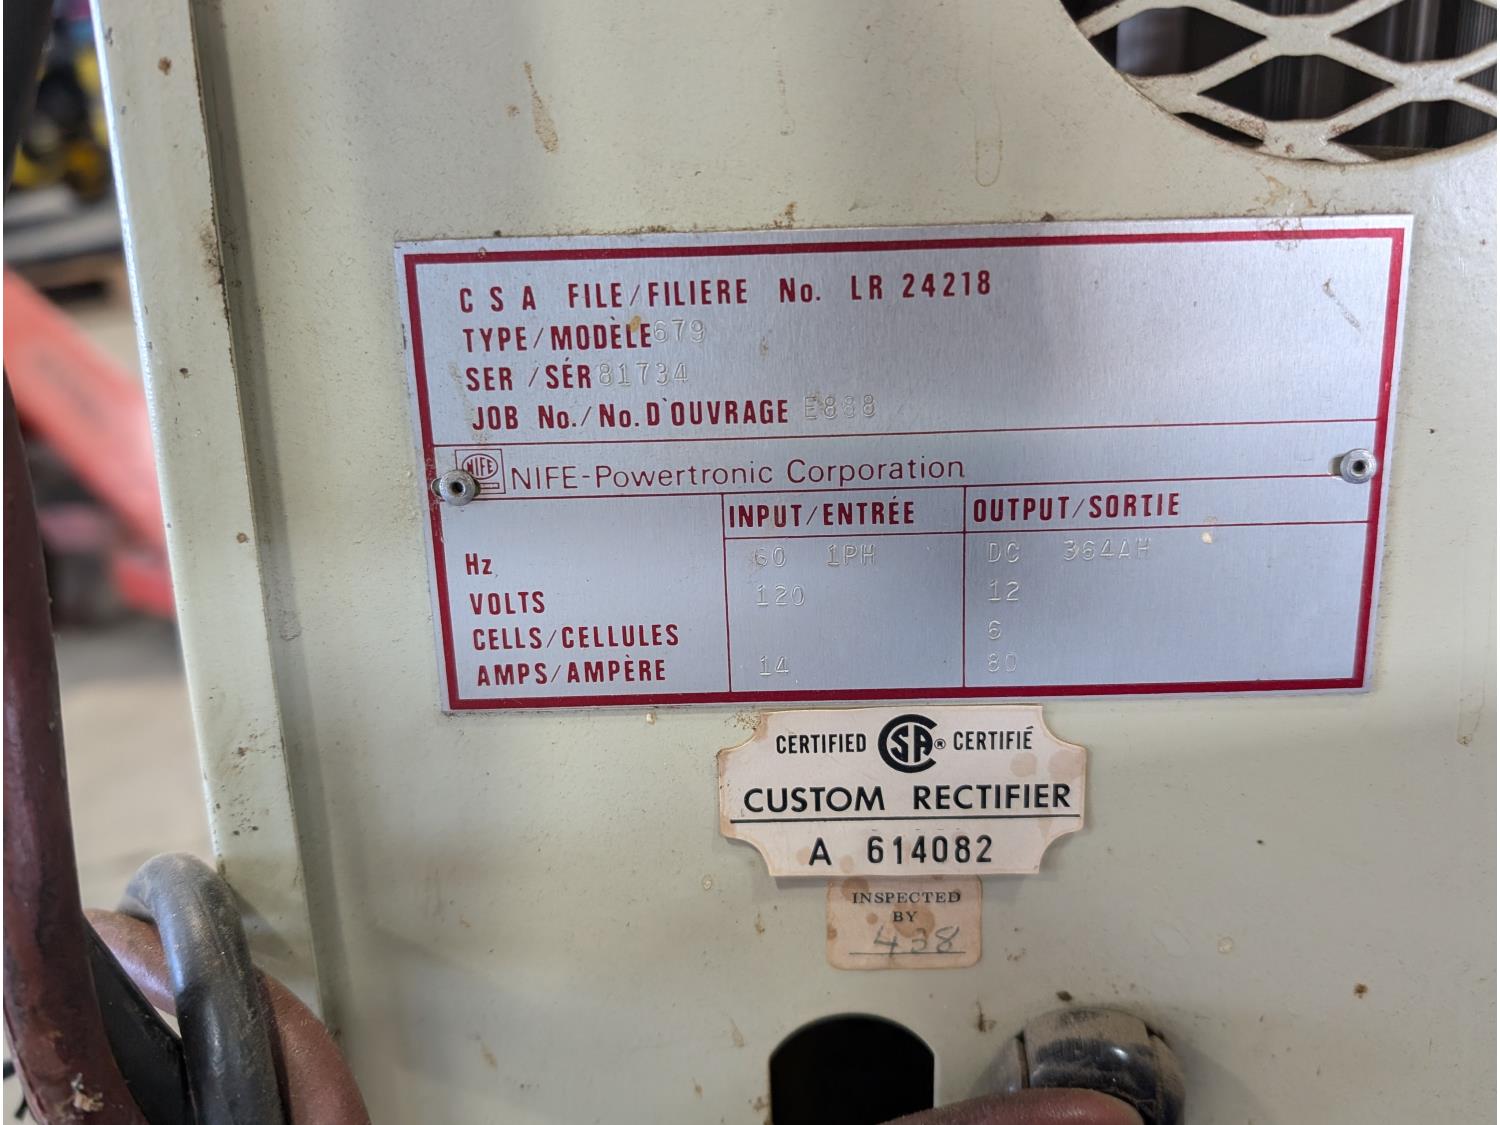 C S A FILE/FILIERE No. LR 24218
TYPE/MODÈLE 679
SER /SÉR 81734
JOB No./No. D'OUVRAGE E888
NIFE NIFE-Powertronic Corporation
INPUT/ENTRÉE OUTPUT/SORTIE
Hz 60 1PH DC 364AH
VOLTS 120 12
CELLS/CELLULES 6
AMPS/AMPÈRE 14 80
CERTIFIED CSA® CERTIFIÉ
CUSTOM RECTIFIER
A 614082
INSPECTED
BY
438